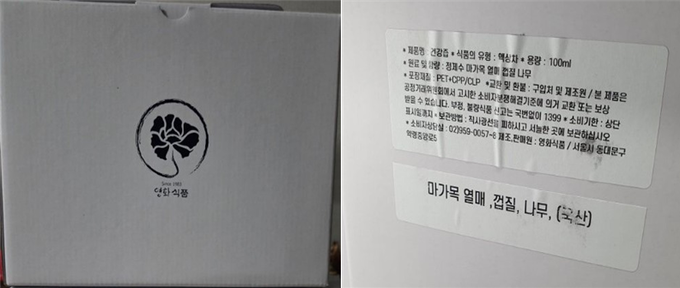 Since 1983
연화식품
• 제품명 : 건강즙 • 식품의 유형 : 액상차 • 용량 : 100ml
• 원료 및 함량 : 정제수 마가목 열매 껍질 나무
• 포장재질 : PET+CPP/CLP • 교환 및 환불 : 구입처 및 제조원 / 본 제품은
공정거래위원회에서 고시한 소비자분쟁해결기준에 의거 교환 또는 보상
받을 수 있습니다. 부정, 불량식품 신고는 국번없이 1399 • 소비기한 : 상단
표시일까지 • 보관방법 : 직사광선을 피하시고 서늘한 곳에 보관하십시오
• 소비자상담실 : 02)959-0057~8 제조.판매원 : 영화식품 / 서울시 동대문구
약령중앙로5
마가목 열매 ,껍질, 나무, (국산)